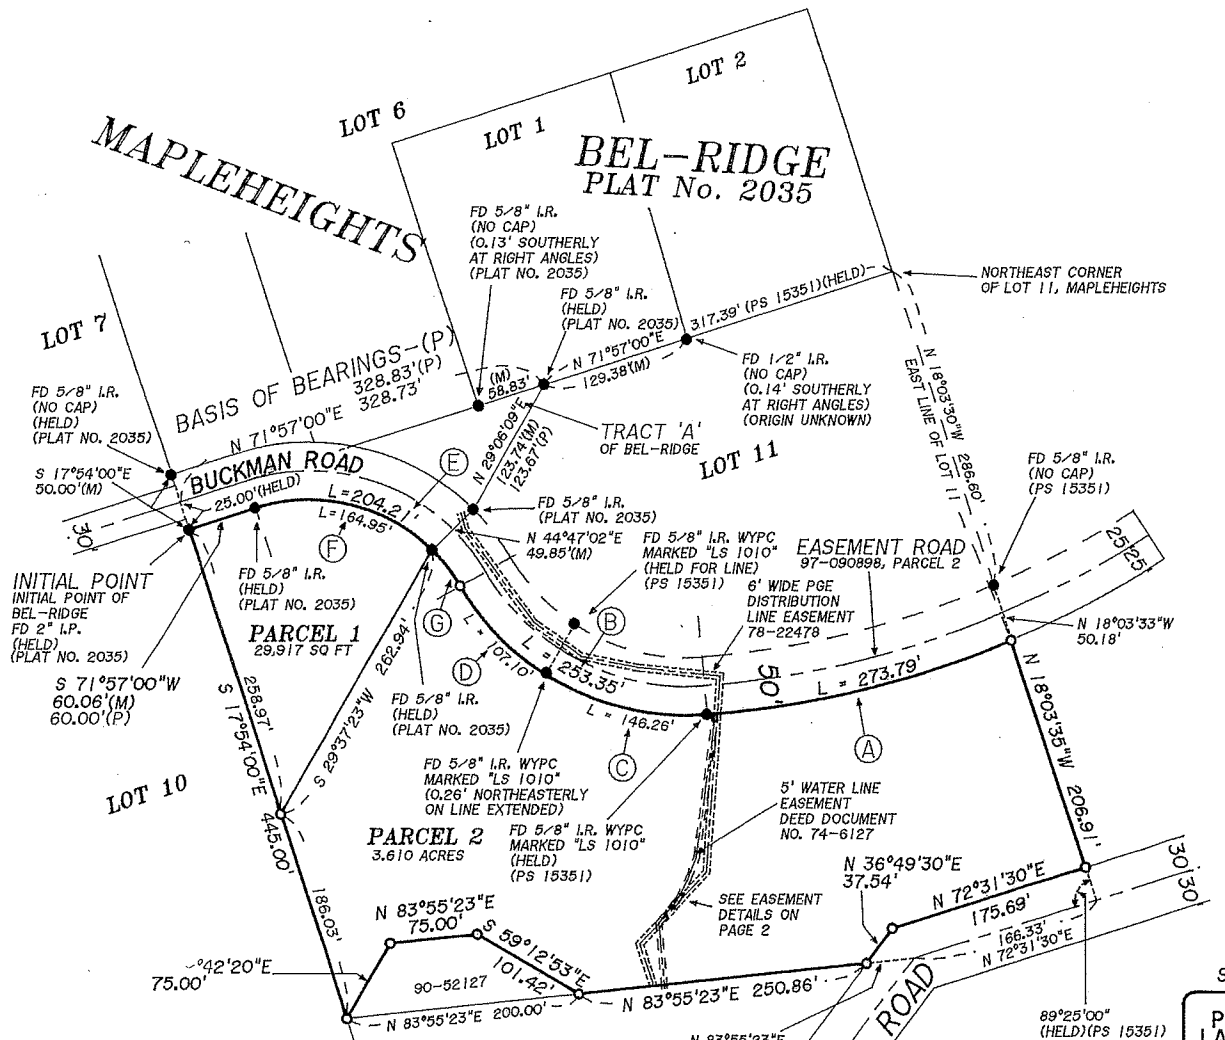 LOT 2
LOT 6
LOT 1
MAPLEHEIGHTS
BEL-RIDGE
PLAT No. 2035
FD 5/8" I.R.
(NO CAP)
(0.13' SOUTHERLY
AT RIGHT ANGLES)
(PLAT NO. 2035)
NORTHEAST CORNER
OF LOT 11, MAPLEHEIGHTS
FD 5/8" I.R.
(HELD)
(PLAT NO. 2035)
317.39' (PS 15351)(HELD)
LOT 7
N 71°57'00"E
129.38'(M)
BASIS OF BEARINGS-(P)
328.83'(P)
N 71°57'00"E 328.73'
(M)
58.83'
FD 1/2" I.R.
(NO CAP)
(0.14' SOUTHERLY
AT RIGHT ANGLES)
(ORIGIN UNKNOWN)
N 18°03'30"W 286.60'
EAST LINE OF LOT 11
FD 5/8" I.R.
(NO CAP)
(HELD)
(PLAT NO. 2035)
TRACT 'A'
OF BEL-RIDGE
N 29°06'09"E
123.74'(M)
123.67'(P)
LOT 11
FD 5/8" I.R.
(NO CAP)
(PS 15351)
S 17°54'00"E
50.00'(M)
BUCKMAN ROAD
25.00'(HELD)
L=204.21'
L=164.95'
E
F
30'
FD 5/8" I.R.
(PLAT NO. 2035)
N 44°47'02"E
49.85'(M)
FD 5/8" I.R. WYPC
MARKED "LS 1010"
(HELD FOR LINE)
(PS 15351)
EASEMENT ROAD
97-090898, PARCEL 2
25'
25'
INITIAL POINT
INITIAL POINT OF
BEL-RIDGE
FD 2" I.P.
(HELD)
(PLAT NO. 2035)
FD 5/8" I.R.
(HELD)
(PLAT NO. 2035)
6' WIDE PGE
DISTRIBUTION
LINE EASEMENT
78-22478
N 18°03'33"W
50.18'
G
B
PARCEL 1
29,917 SQ FT
S 71°57'00"W
60.06'(M)
60.00'(P)
D
L = 107.10'
L = 253.35'
50'
L = 273.79'
L = 146.26'
A
C
S 29°37'23"W 262.94'
258.97'
S 17°54'00"E
445.00'
186.03'
FD 5/8" I.R.
(HELD)
(PLAT NO. 2035)
N 18°03'35"W 206.91'
LOT 10
FD 5/8" I.R. WYPC
MARKED "LS 1010"
(0.26' NORTHEASTERLY
ON LINE EXTENDED)
5' WATER LINE
EASEMENT
DEED DOCUMENT
NO. 74-6127
PARCEL 2
3.610 ACRES
FD 5/8" I.R. WYPC
MARKED "LS 1010"
(HELD)
(PS 15351)
N 36°49'30"E
37.54'
N 72°31'30"E
175.69'
30'
30'
SEE EASEMENT
DETAILS ON
PAGE 2
N 83°55'23"E
75.00'
S 59°12'53"E
101.42'
166.33'
N 72°31'30"E
°42'20"E
75.00'
90-52127
N 83°55'23"E 250.86'
N 83°55'23"E 200.00'
ROAD
89°25'00"
(HELD)(PS 15351)